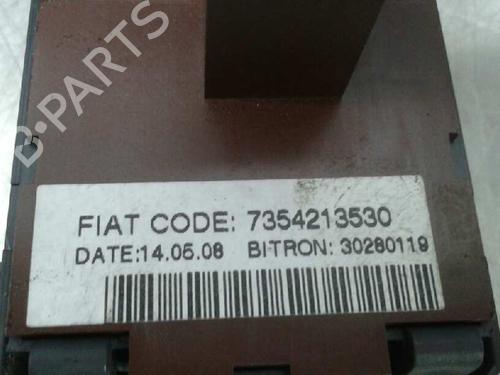 B-PARTS
FIAT CODE: 7354213530
DATE:14.05.08 BITRON: 30280119